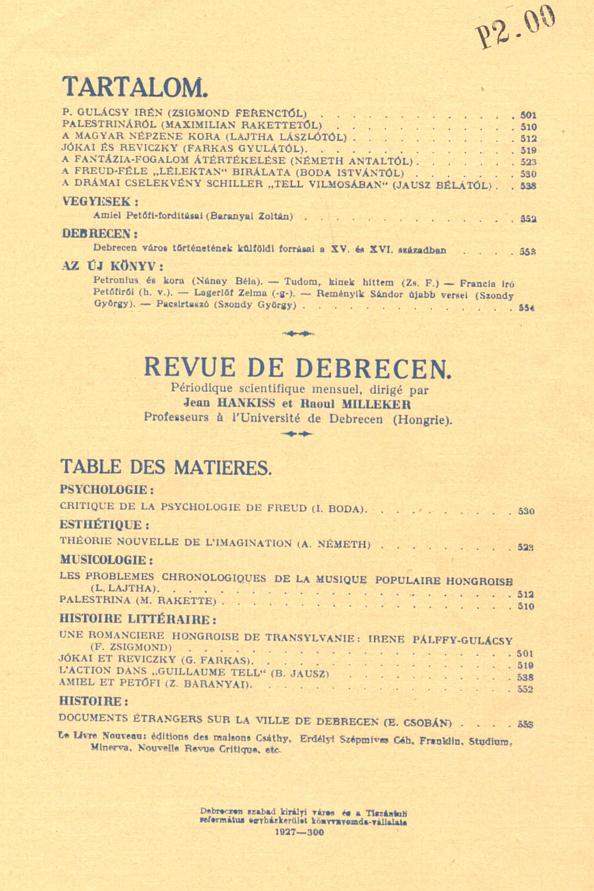 P2.00
TARTALOM.
P. GULÁCSY IRÉN (ZSIGMOND FERENCTŐL) . . . . . . . . . . . 501
PALESTRINÁRÓL (MAXIMILIAN RAKETTETŐL) . . . . . . . . . . 510
A MAGYAR NÉPZENE KORA (LAJTHA LÁSZLÓTÓL) . . . . . . . . 512
JÓKAI ÉS REVICZKY (FARKAS GYULÁTÓL). . . . . . . . . . . . 519
A FANTÁZIA-FOGALOM ÁTÉRTÉKELÉSE (NÉMETH ANTALTÓL) . . . . 523
A FREUD-FÉLE „LÉLEKTAN" BIRÁLATA (BODA ISTVÁNTÓL) . . . . 530
A DRÁMAI CSELEKVÉNY SCHILLER „TELL VILMOSÁBAN" (JAUSZ BÉLÁTÓL) . . 538
VEGYESEK :
Amiel Petőfi-forditásai (Baranyai Zoltán) . . . . . . . . . . . 552
DEBRECEN :
Debrecen város történetének külföldi forrásai a XV. és XVI. században . . . . 553
AZ ÚJ KÖNYV :
Petronius és kora (Nánay Béla). — Tudom, kinek hittem (Zs. F.) — Francia iró
Petőfiről (h. v.). — Lagerlöf Zelma (-g-). — Reményik Sándor újabb versei (Szondy
György). — Pacsirtaszó (Szondy György) . . . . . . . . . . . 554
REVUE DE DEBRECEN.
Périodique scientifique mensuel, dirigé par
Jean HANKISS et Raoul MILLEKER
Professeurs à l'Université de Debrecen (Hongrie).
TABLE DES MATIERES.
PSYCHOLOGIE :
CRITIQUE DE LA PSYCHOLOGIE DE FREUD (I. BODA). . . . . . . . 530
ESTHÉTIQUE :
THÉORIE NOUVELLE DE L'IMAGINATION (A. NÉMETH) . . . . . . . 523
MUSICOLOGIE :
LES PROBLEMES CHRONOLOGIQUES DE LA MUSIQUE POPULAIRE HONGROISE
(L. LAJTHA). . . . . . . . . . . . . . . . . . 512
PALESTRINA (M. RAKETTE) . . . . . . . . . . . . . . . 510
HISTOIRE LITTÉRAIRE :
UNE ROMANCIERE HONGROISE DE TRANSYLVANIE : IRENE PÁLFFY-GULÁCSY
(F. ZSIGMOND) . . . . . . . . . . . . . . . . . 501
JÓKAI ET REVICZKY (G. FARKAS). . . . . . . . . . . . . . 519
L'ACTION DANS „GUILLAUME TELL" (B. JAUSZ) . . . . . . . . . 538
AMIEL ET PETŐFI (Z. BARANYAI). . . . . . . . . . . . . . 552
HISTOIRE :
DOCUMENTS ÉTRANGERS SUR LA VILLE DE DEBRECEN (E. CSOBÁN) . . . . 553
Le Livre Nouveau: éditions des maisons Csáthy, Erdélyi Szépmives Céh, Franklin, Studium,
Minerva, Nouvelle Revue Critique, etc.
Debreczen szabad királyi város és a Tiszántuli
református egyházkerület könyvnyomda-vállalata
1927—300